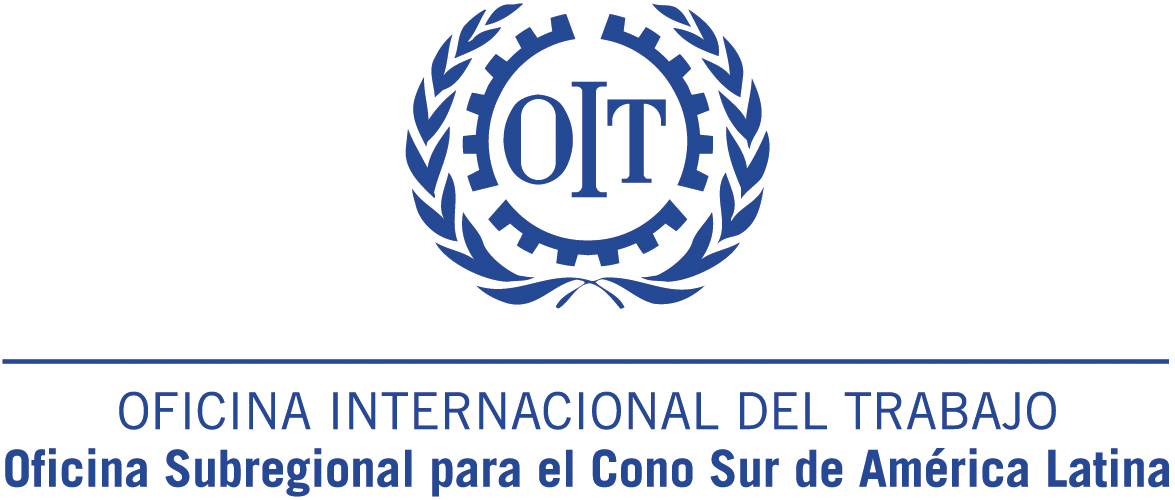 OIT
OFICINA INTERNACIONAL DEL TRABAJO
Oficina Subregional para el Cono Sur de América Latina